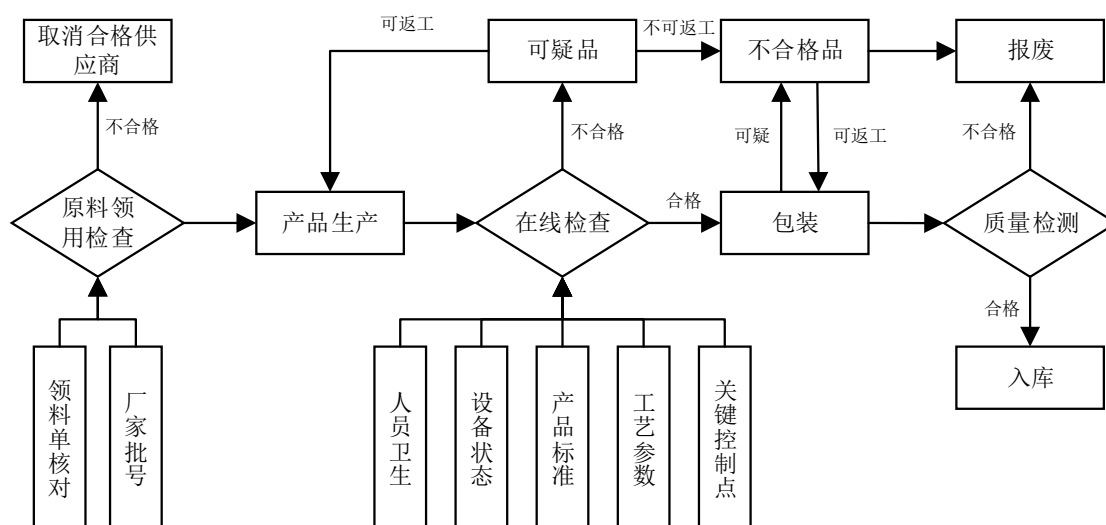 取消合格供
应商
可返工
可疑品
不可返工
不合格品
报废
不合格
不合格
可疑
可返工
不合格
原料领
用检查
产品生产
在线检查
合格
包装
质量检测
合格
入库
领料单核对
厂家批号
人员卫生
设备状态
产品标准
工艺参数
关键控制点